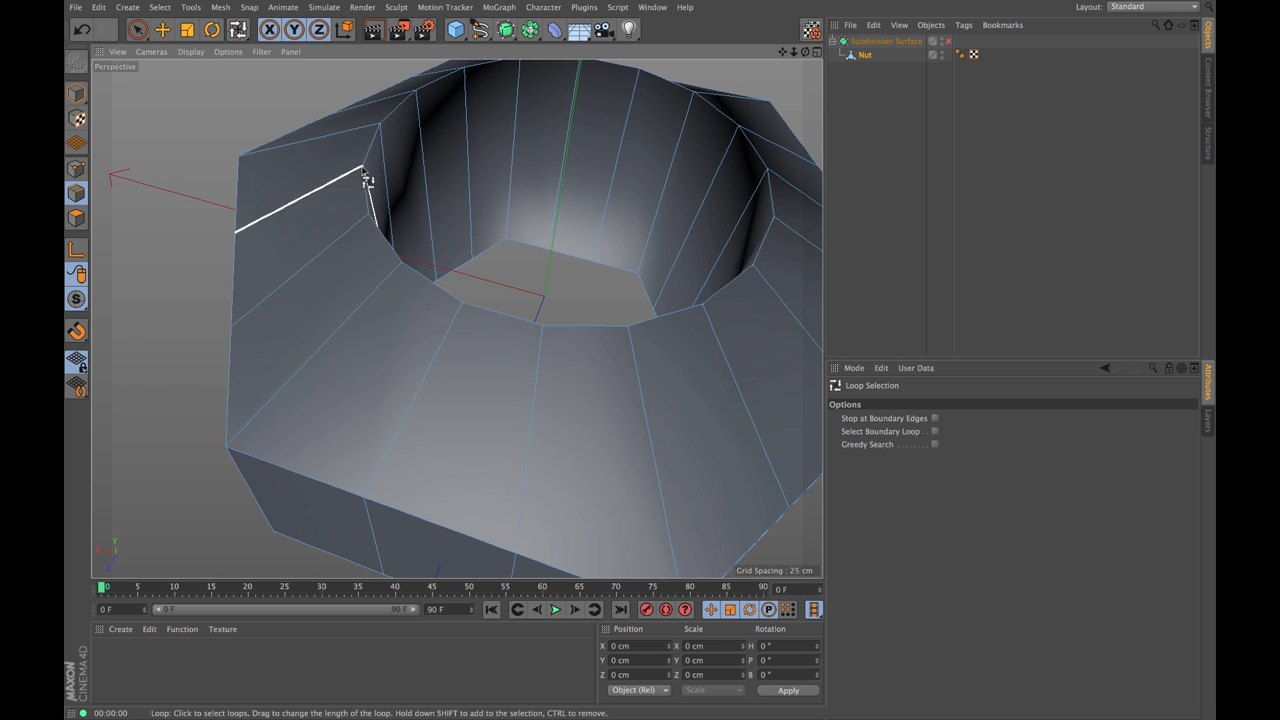 File Edit Create Select Tools Mesh Snap Animate Simulate Render Sculpt Motion Tracker MoGraph Character Plugins Script Window Help Layout: Standard
View Cameras Display Options Filter Panel
File Edit View Objects Tags Bookmarks
Perspective
Subdivision Surface
Nut
Objects
Content Browser
Structure
Mode Edit User Data
Loop Selection
Options
Stop at Boundary Edges
Select Boundary Loop
Greedy Search
Attributes
Layers
Y
X
Z
Grid Spacing : 25 cm
0 5 10 15 20 25 30 35 40 45 50 55 60 65 70 75 80 85 90 0 F
0 F 0 F 90 F 90 F
Create Edit Function Texture
Position Scale Rotation
X 0 cm X 0 cm H 0 °
Y 0 cm Y 0 cm P 0 °
Z 0 cm Z 0 cm B 0 °
Object (Rel) Scale Apply
MAXON
CINEMA 4D
00:00:00 Loop: Click to select loops. Drag to change the length of the loop. Hold down SHIFT to add to the selection, CTRL to remove.